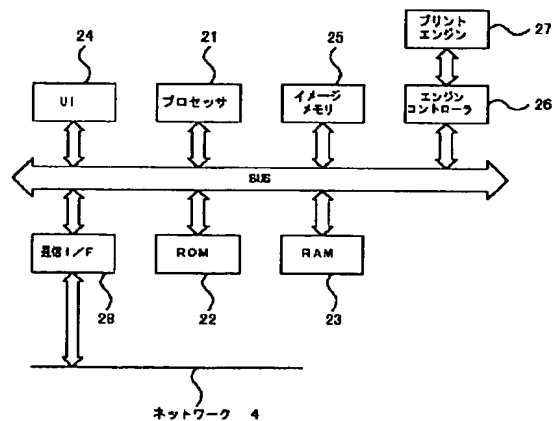 24
21
25
プリント
エンジン
27
UI
プロセッサ
イメージ
メモリ
エンジン
コントローラ
26
BUS
通信I/F
ROM
RAM
28
22
23
ネットワーク 4